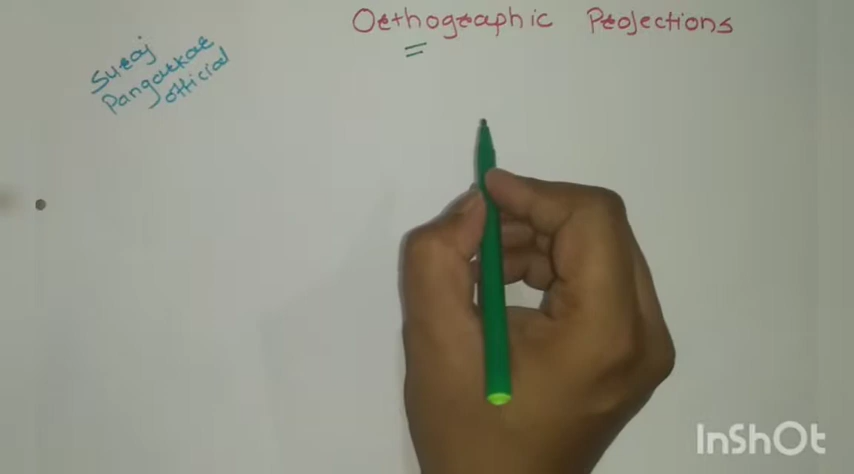 Orthographic Projections
Suraj
Pangarkar
official
InShOt